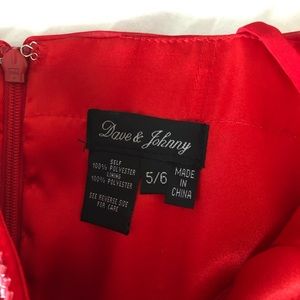 Dave & Johnny
SELF
100% POLYESTER
LINING
100% POLYESTER
SEE REVERSE SIDE
FOR CARE
5/6
MADE
IN
CHINA